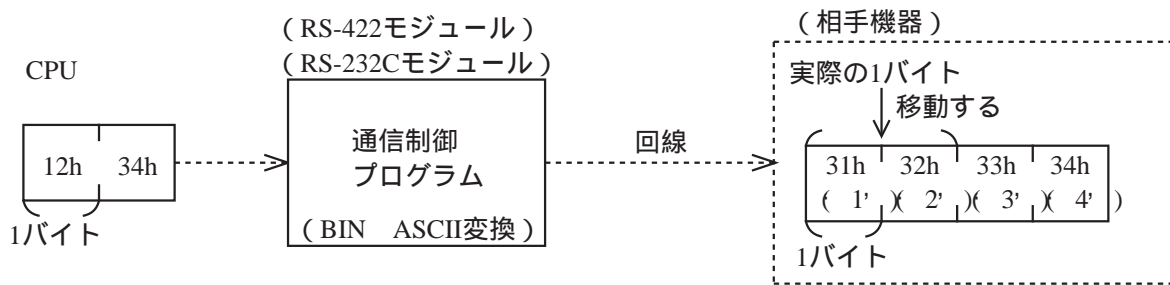 ( RS-422モジュール )
( RS-232Cモジュール )
( 相手機器 )
CPU
12h 34h
1バイト
通信制御
プログラム
( BIN ASCII変換 )
回線
実際の1バイト
移動する
31h 32h 33h 34h
( 1' )( 2' )( 3' )( 4' )
1バイト